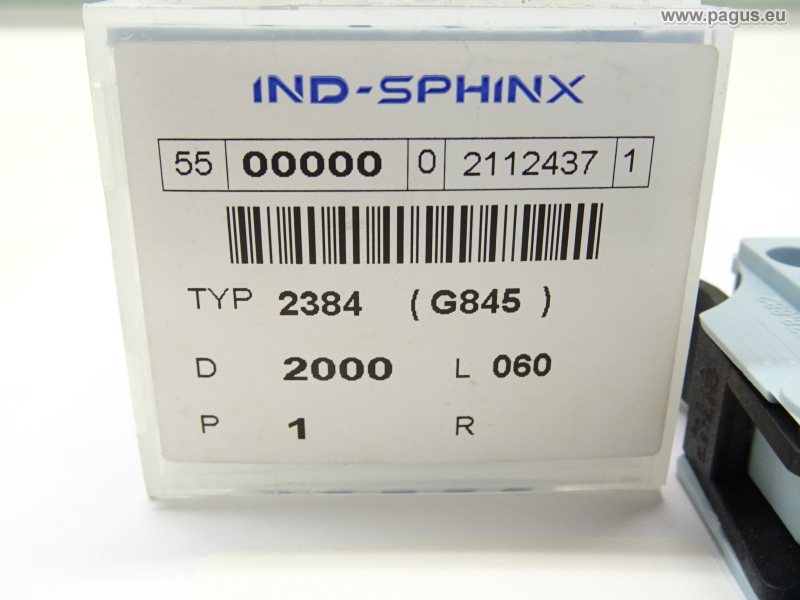 www.pagus.eu
IND-SPHINX
55 00000 0 2112437 1
TYP 2384 ( G845 )
D 2000 L 060
P 1 R